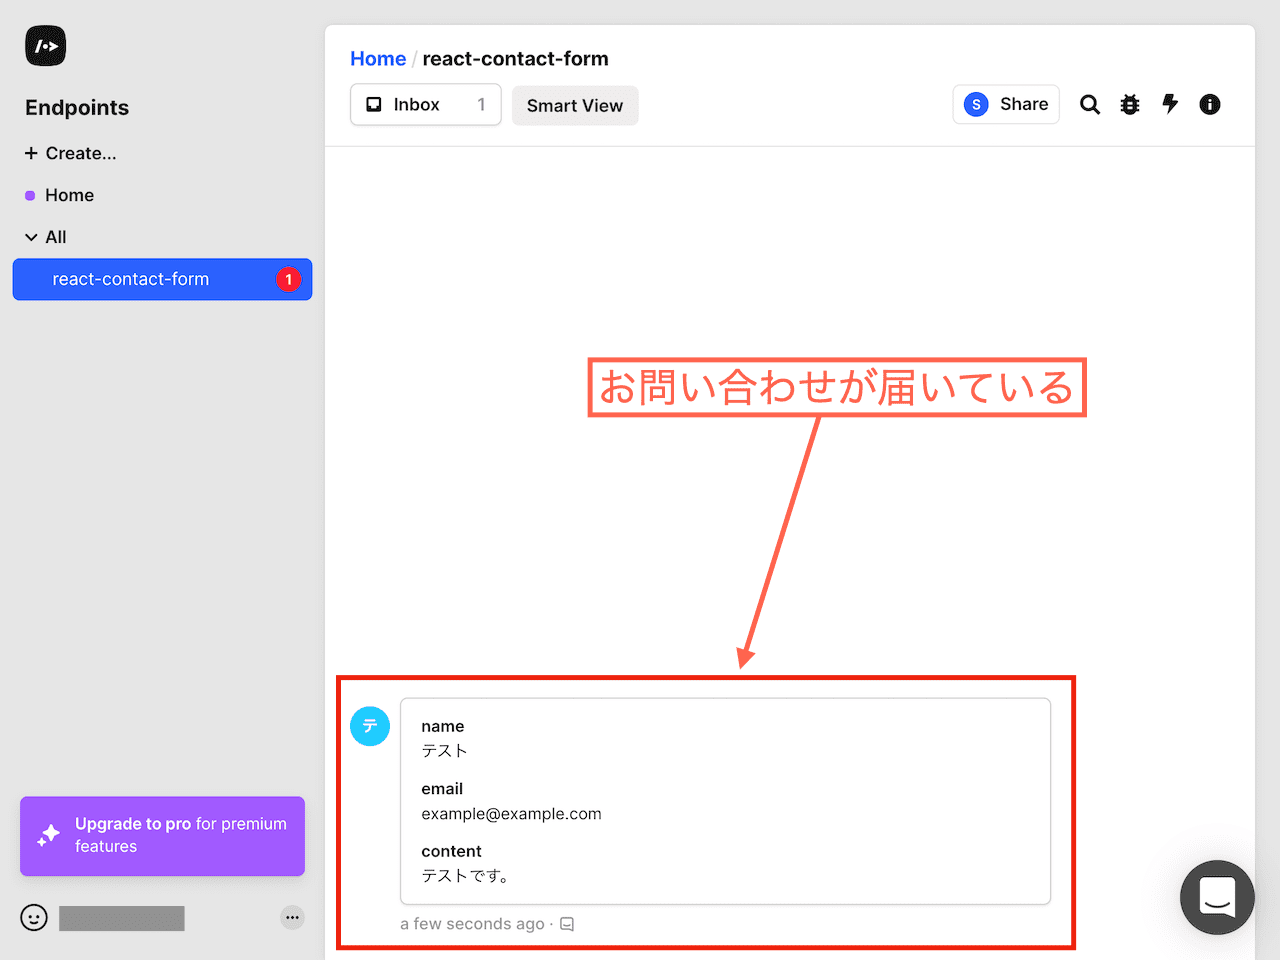 Endpoints
+ Create...
Home
All
react-contact-form 1
Upgrade to pro for premium
features
Home / react-contact-form
Inbox 1
Smart View
S Share
お問い合わせが届いている
テ
name
テスト
email
example@example.com
content
テストです。
a few seconds ago ·